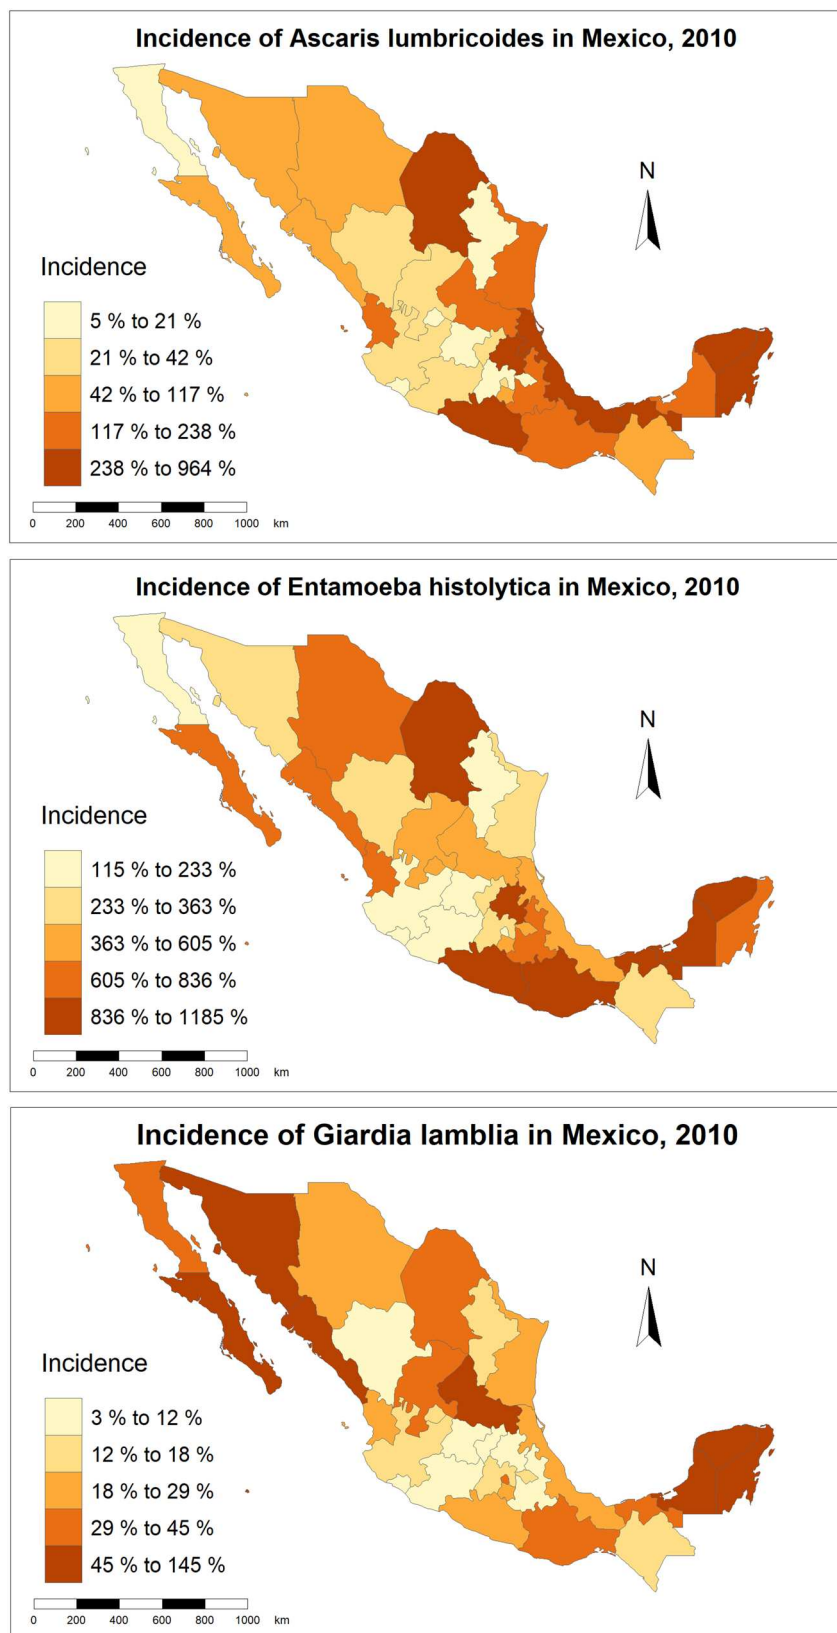 Incidence of Ascaris lumbricoides in Mexico, 2010
N
Incidence
5 % to 21 %
21 % to 42 %
42 % to 117 %
117 % to 238 %
238 % to 964 %
0 200 400 600 800 1000 km
Incidence of Entamoeba histolytica in Mexico, 2010
N
Incidence
115 % to 233 %
233 % to 363 %
363 % to 605 %
605 % to 836 %
836 % to 1185 %
0 200 400 600 800 1000 km
Incidence of Giardia lamblia in Mexico, 2010
N
Incidence
3 % to 12 %
12 % to 18 %
18 % to 29 %
29 % to 45 %
45 % to 145 %
0 200 400 600 800 1000 km